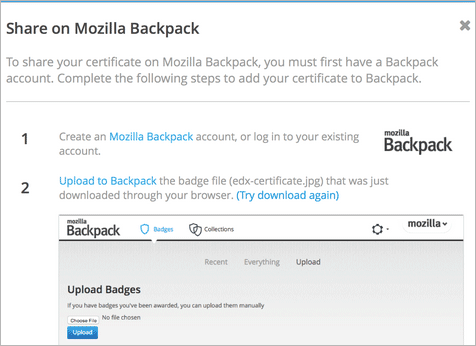 Share on Mozilla Backpack
To share your certificate on Mozilla Backpack, you must first have a Backpack
account. Complete the following steps to add your certificate to Backpack.
1
Create an Mozilla Backpack account, or log in to your existing
account.
mozilla
Backpack
2
Upload to Backpack the badge file (edx-certificate.jpg) that was just
downloaded through your browser. (Try download again)
mozilla
Backpack
Badges
Collections
mozilla
Recent
Everything
Upload
Upload Badges
If you have badges you've been awarded, you can upload them manually
Choose File No file chosen
Upload